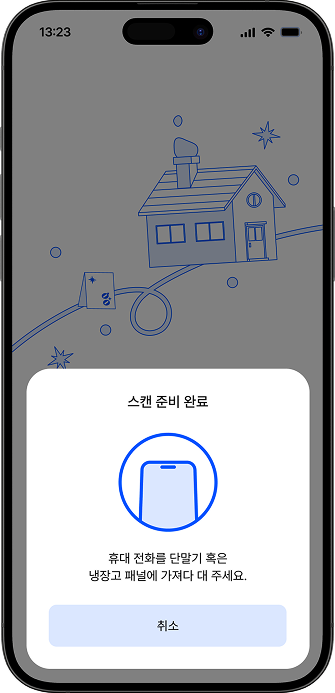 13:23
스캔 준비 완료
휴대 전화를 단말기 혹은
냉장고 패널에 가져다 대 주세요.
취소